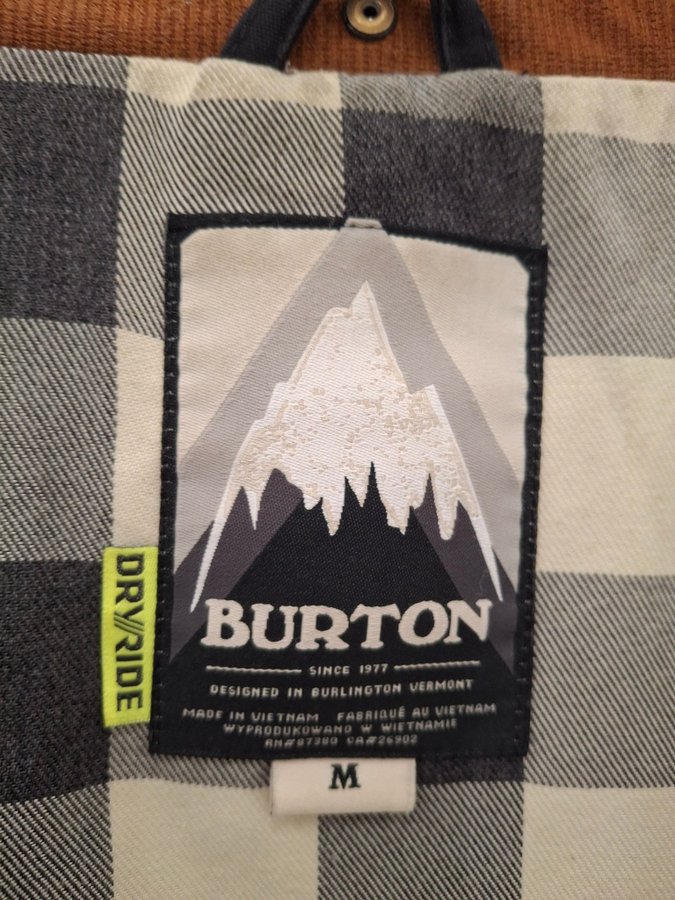 BURTON
SINCE 1977
DESIGNED IN BURLINGTON VERMONT
MADE IN VIETNAM FABRIQUÉ AU VIETNAM
WYPRODUKOWANO W WIETNAMIE
RN#87380 CA#26902
M
DRY//RIDE